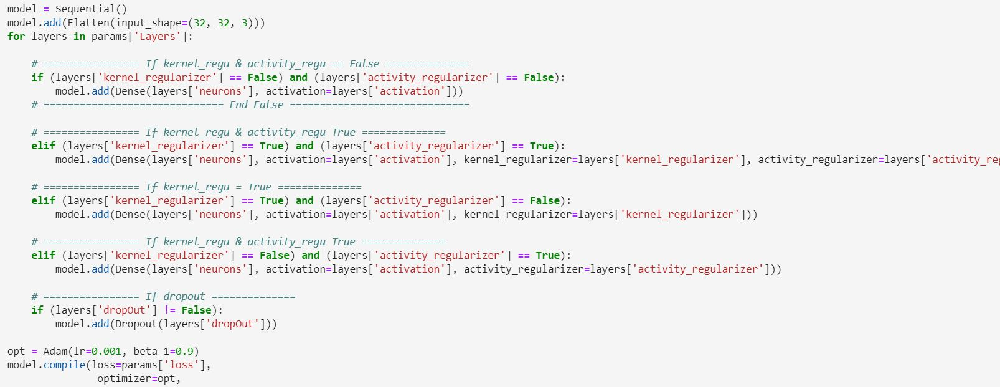 model = Sequential()
model.add(Flatten(input_shape=(32, 32, 3)))
for layers in params['Layers']:
    # ================ If kernel_regu & activity_regu == False ==============
    if (layers['kernel_regularizer'] == False) and (layers['activity_regularizer'] == False):
        model.add(Dense(layers['neurons'], activation=layers['activation']))
    # ============================== End False ==============================
    # ================ If kernel_regu & activity_regu True ==============
    elif (layers['kernel_regularizer'] == True) and (layers['activity_regularizer'] == True):
        model.add(Dense(layers['neurons'], activation=layers['activation'], kernel_regularizer=layers['kernel_regularizer'], activity_regularizer=layers['activity_reg
    # ================ If kernel_regu = True ==============
    elif (layers['kernel_regularizer'] == True) and (layers['activity_regularizer'] == False):
        model.add(Dense(layers['neurons'], activation=layers['activation'], kernel_regularizer=layers['kernel_regularizer']))
    # ================ If kernel_regu & activity_regu True ==============
    elif (layers['kernel_regularizer'] == False) and (layers['activity_regularizer'] == True):
        model.add(Dense(layers['neurons'], activation=layers['activation'], activity_regularizer=layers['activity_regularizer']))
    # ================ If dropout ==============
    if (layers['dropOut'] != False):
        model.add(Dropout(layers['dropOut']))
opt = Adam(lr=0.001, beta_1=0.9)
model.compile(loss=params['loss'],
               optimizer=opt,